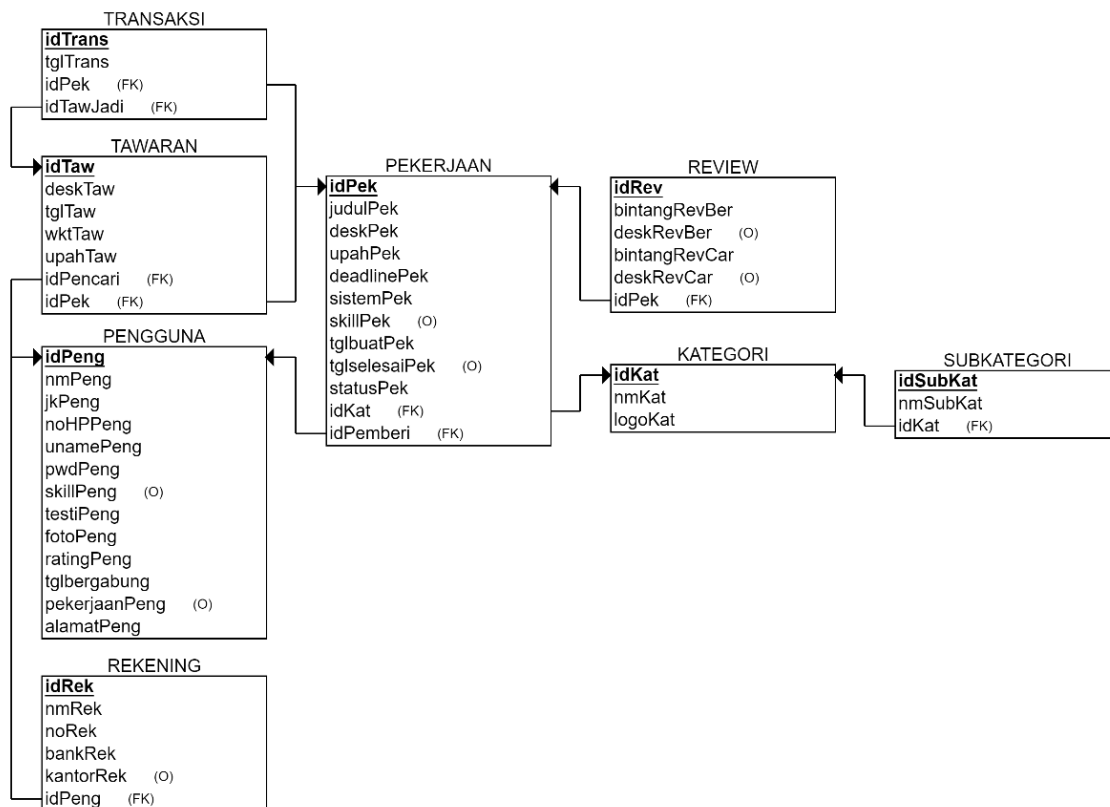 TRANSAKSI
idTrans
tglTrans
idPek (FK)
idTawJadi (FK)
TAWARAN
idTaw
deskTaw
tglTaw
wktTaw
upahTaw
idPencari (FK)
idPek (FK)
PENGGUNA
idPeng
nmPeng
jkPeng
noHPPeng
unamePeng
pwdPeng
skillPeng (O)
testiPeng
fotoPeng
ratingPeng
tglbergabung
pekerjaanPeng (O)
alamatPeng
REKENING
idRek
nmRek
noRek
bankRek
kantorRek (O)
idPeng (FK)
PEKERJAAN
idPek
judulPek
deskPek
upahPek
deadlinePek
sistemPek
skillPek (O)
tglbuatPek
tglselesaiPek (O)
statusPek
idKat (FK)
idPemberi (FK)
REVIEW
idRev
bintangRevBer
deskRevBer (O)
bintangRevCar
deskRevCar (O)
idPek (FK)
KATEGORI
idKat
nmKat
logoKat
SUBKATEGORI
idSubKat
nmSubKat
idKat (FK)